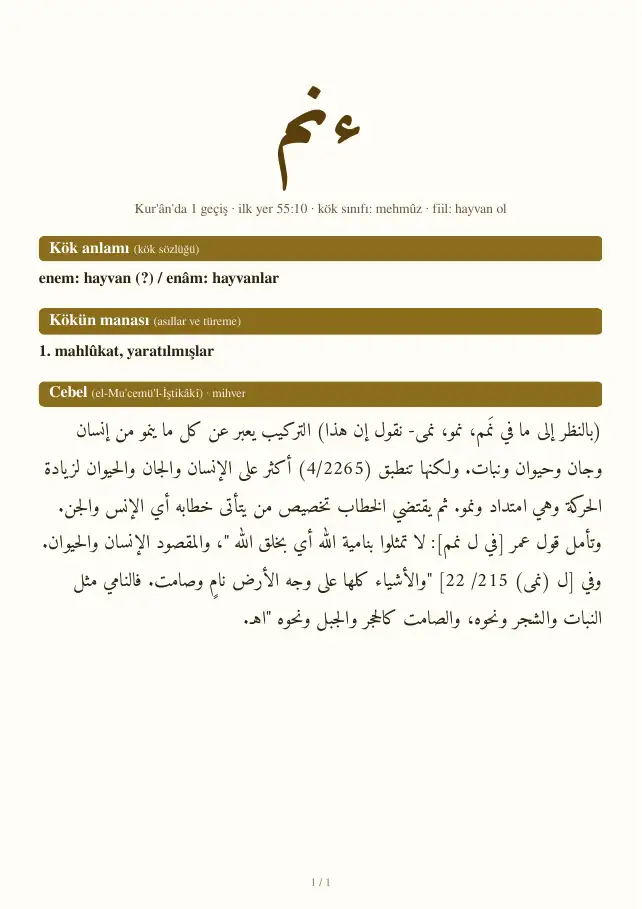 ءنم
Kur'ân'da 1 geçiş · ilk yer 55:10 · kök sınıfı: mehmûz · fiil: hayvan ol
Kök anlamı (kök sözlüğü)
enem: hayvan (?) / enâm: hayvanlar
Kökün manası (asıllar ve türeme)
1. mahlûkat, yaratılmışlar
Cebel (el-Mu'cemü'l-İştikâkî) · mihver
(بالنظر إلى ما في نَمم، نمو، نمى- نقول إن هذا) التركيب يعبر عن كل ما ينمو من إنسان
وجان وحيوان ونبات. ولكنها تنطبق (4/2265) أكثر على الإنسان والجان والحيوان لزيادة
الحركة وهي امتداد ونمو. ثم يقتضي الخطاب تخصيص من يتأتى خطابه أي الإنس والجن.
وتأمل قول عمر [في ل نمم]: لا تمثلوا بنامية الله أي بخلق الله "، والمقصود الإنسان والحيوان.
وفي [ل (نمى) 215/ 22] "والأشياء كلها على وجه الأرض نامٍ وصامت. فالنامي مثل
النبات والشجر ونحوه، والصامت كالحجر والجبل ونحوه "اهـ.
1 / 1